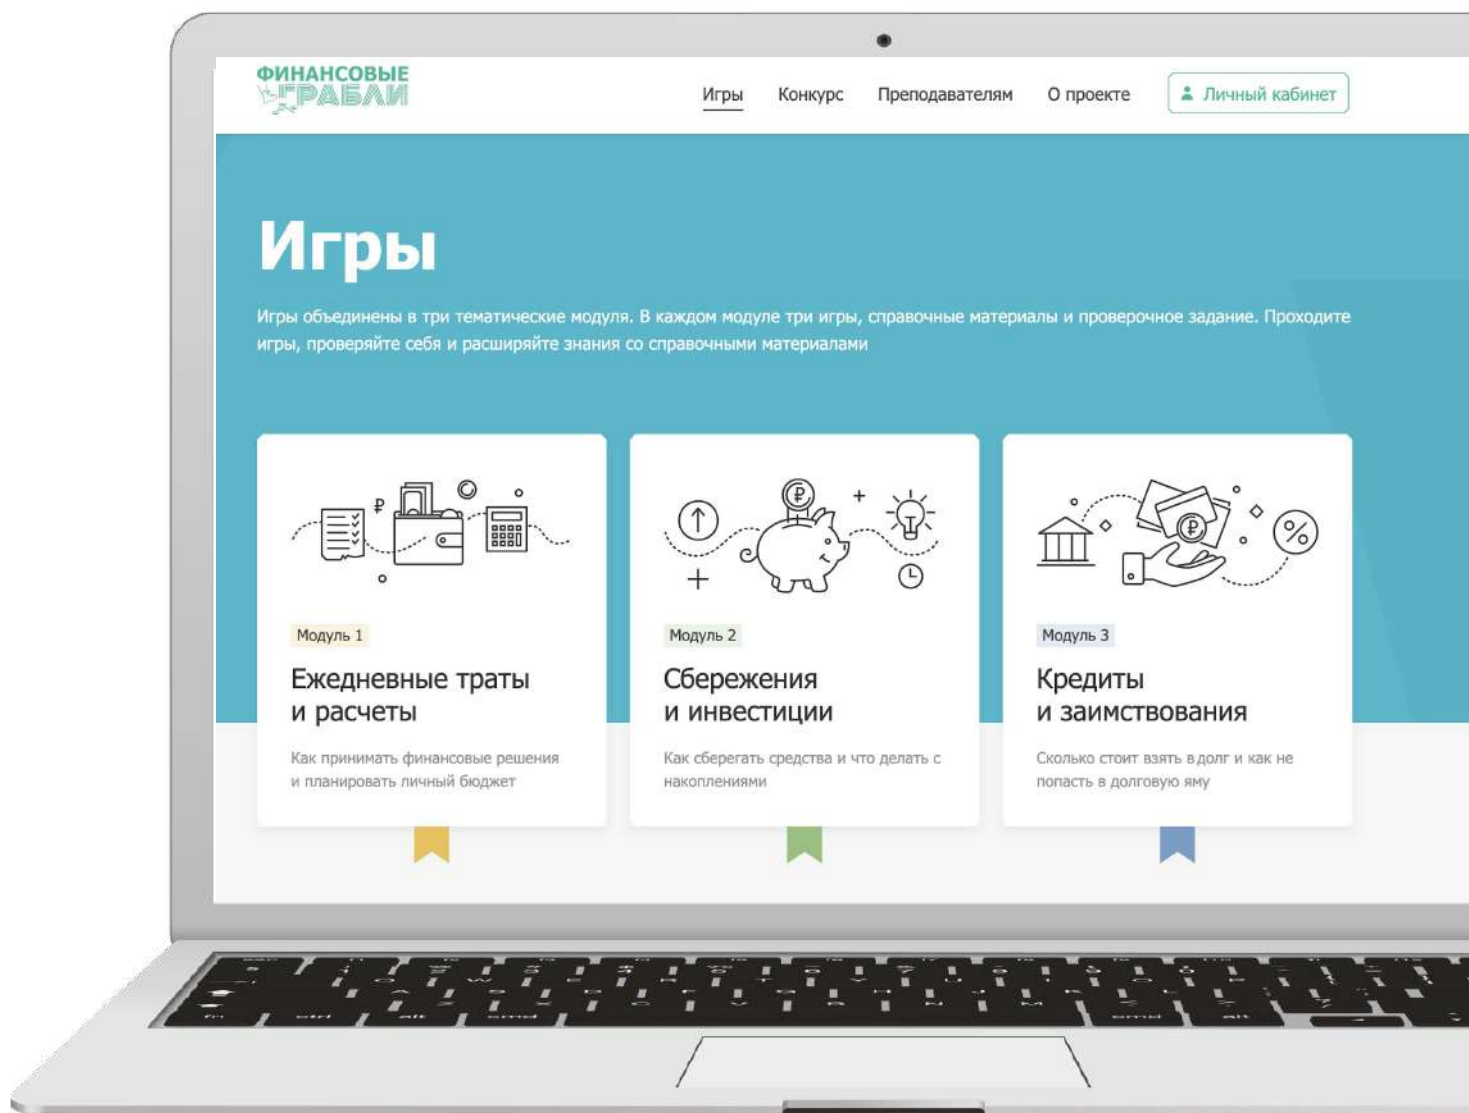 ФИНАНСОВЫЕ
ГРАБЛИ
Игры Конкурс Преподавателям О проекте Личный кабинет
Игры
Игры объединены в три тематические модуля. В каждом модуле три игры, справочные материалы и проверочное задание. Проходите
игры, проверяйте себя и расширяйте знания со справочными материалами
Модуль 1
Ежедневные траты
и расчеты
Как принимать финансовые решения
и планировать личный бюджет
Модуль 2
Сбережения
и инвестиции
Как сберегать средства и что делать с
накоплениями
Модуль 3
Кредиты
и заимствования
Сколько стоит взять в долг и как не
попасть в долговую яму